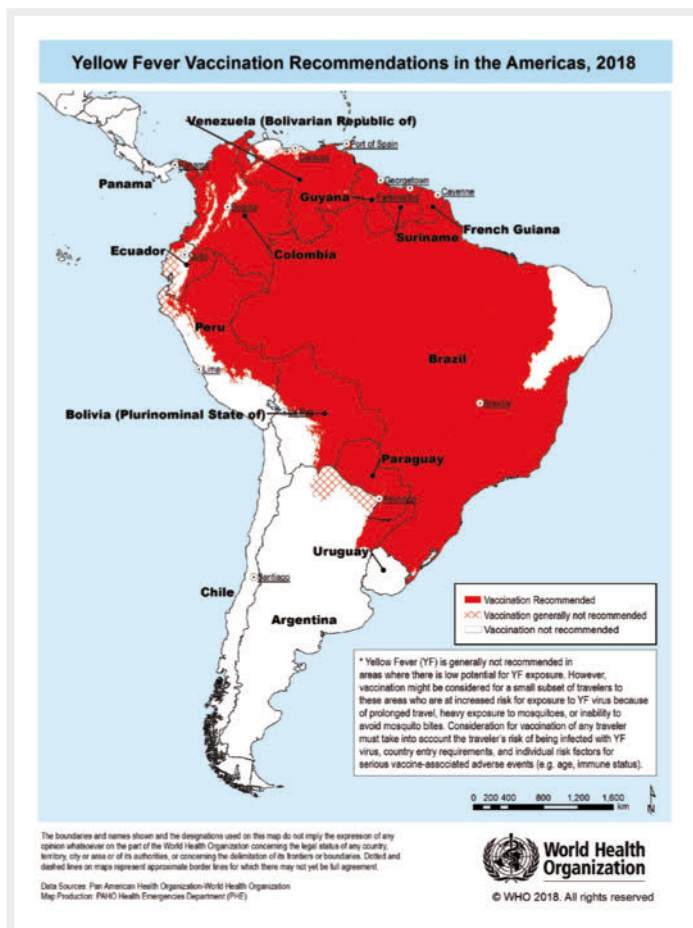 Yellow Fever Vaccination Recommendations in the Americas, 2018
Venezuela (Bolivarian Republic of)
Port of Spain
Caracas
Panama
Georgetown
Panama
Guyana
Paramaribo
Cayenne
Bogota
Suriname
French Guiana
Ecuador
Quito
Colombia
Peru
Brazil
Lima
Brasilia
Bolivia (Plurinominal State of)
Paraguay
Asuncion
Uruguay
Chile
Santiago
Argentina
Vaccination Recommended
Vaccination generally not recommended
Vaccination not recommended
* Yellow Fever (YF) is generally not recommended in
areas where there is low potential for YF exposure. However,
vaccination might be considered for a small subset of travelers to
these areas who are at increased risk for exposure to YF virus because
of prolonged travel, heavy exposure to mosquitoes, or inability to
avoid mosquito bites. Consideration for vaccination of any traveler
must take into account the traveler's risk of being infected with YF
virus, country entry requirements, and individual risk factors for
serious vaccine-associated adverse events (e.g. age, immune status).
0 200 400 800 1,200 1,600
km
N
The boundaries and names shown and the designations used on this map do not imply the expression of any
opinion whatsoever on the part of the World Health Organization concerning the legal status of any country,
territory, city or area or of its authorities, or concerning the delimitation of its frontiers or boundaries. Dotted and
dashed lines on maps represent approximate border lines for which there may not yet be full agreement.
Data Sources: Pan American Health Organization-World Health Organization
Map Production: PAHO Health Emergencies Department (PHE)
World Health
Organization
© WHO 2018. All rights reserved